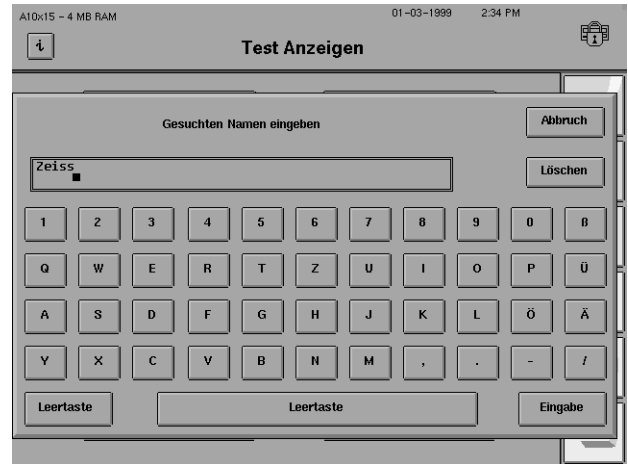 A10x15 - 4 MB RAM 01-03-1999 2:34 PM
i Test Anzeigen
Gesuchten Namen eingeben Abbruch
Zeiss Löschen
1 2 3 4 5 6 7 8 9 0 ß
Q W E R T Z U I O P Ü
A S D F G H J K L Ö Ä
Y X C V B N M , . - /
Leertaste Leertaste Eingabe